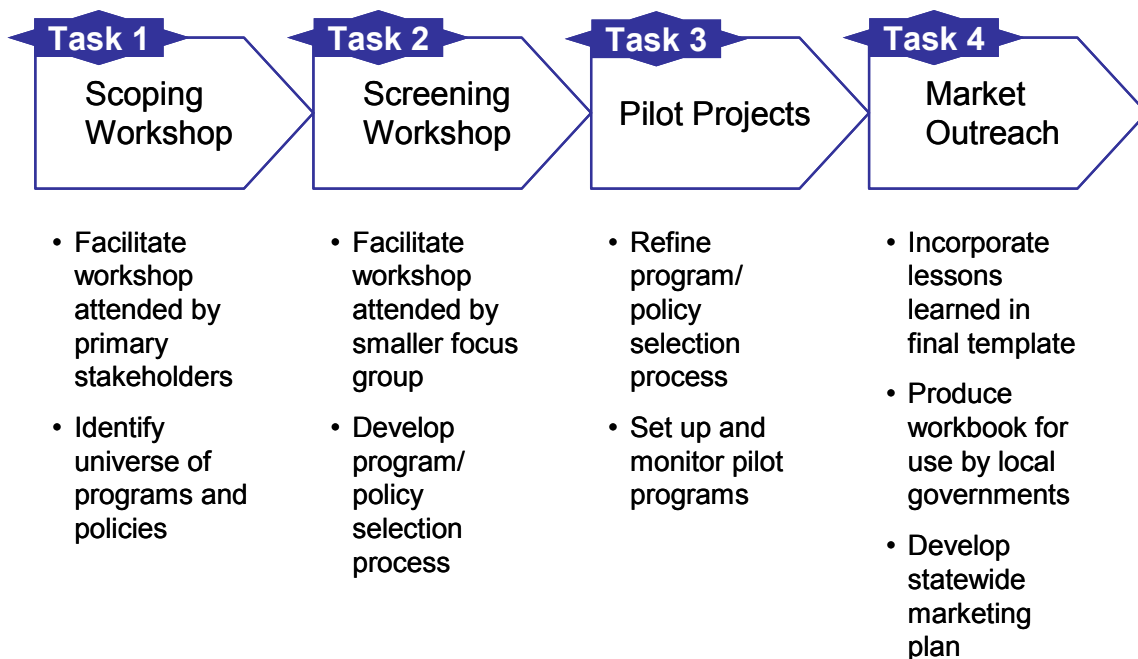 Task 1
Scoping
Workshop
• Facilitate
workshop
attended by
primary
stakeholders
• Identify
universe of
programs and
policies
Task 2
Screening
Workshop
• Facilitate
workshop
attended by
smaller focus
group
• Develop
program/
policy
selection
process
Task 3
Pilot Projects
• Refine
program/
policy
selection
process
• Set up and
monitor pilot
programs
Task 4
Market
Outreach
• Incorporate
lessons
learned in
final template
• Produce
workbook for
use by local
governments
• Develop
statewide
marketing
plan